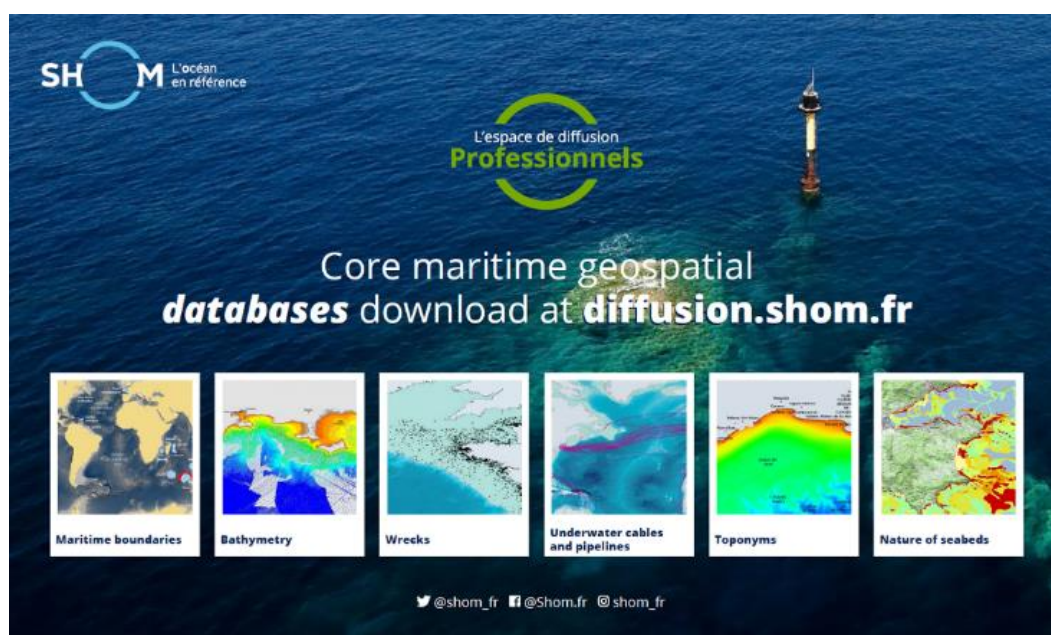 SHOM
L'océan
en référence
L'espace de diffusion
Professionnels
Core maritime geospatial
databases download at diffusion.shom.fr
Maritime boundaries
Bathymetry
Wrecks
Underwater cables
and pipelines
Toponyms
Nature of seabeds
@shom_fr @Shom.fr shom_fr